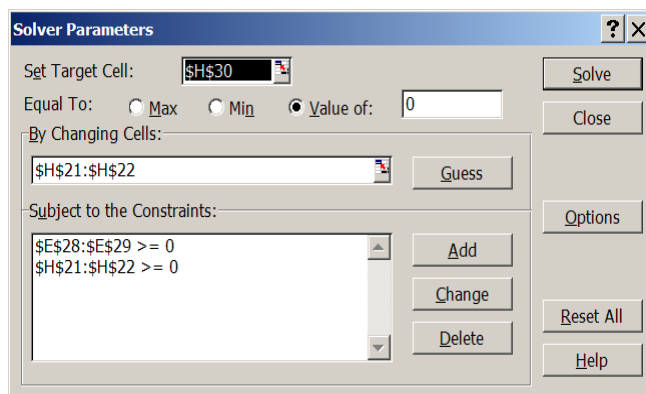 Solver Parameters ?
Set Target Cell: $H$30 Solve
Equal To: Max Min Value of: 0
Close
By Changing Cells:
$H$21:$H$22 Guess
Subject to the Constraints: Options
$E$28:$E$29 >= 0 Add
$H$21:$H$22 >= 0
Change
Reset All
Delete
Help